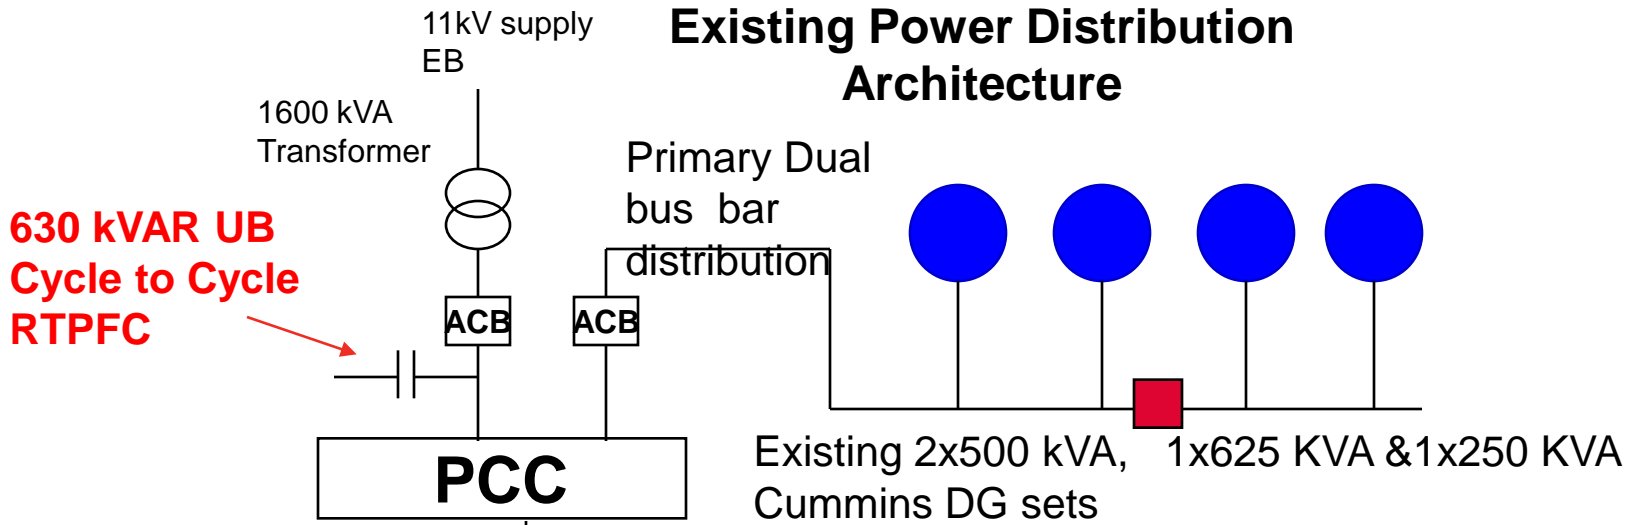 11kV supply
EB
Existing Power Distribution
Architecture
1600 kVA
Transformer
Primary Dual
bus bar
distribution
630 kVAR UB
Cycle to Cycle
RTPFC
ACB
ACB
PCC
Existing 2x500 kVA, 1x625 KVA &1x250 KVA
Cummins DG sets